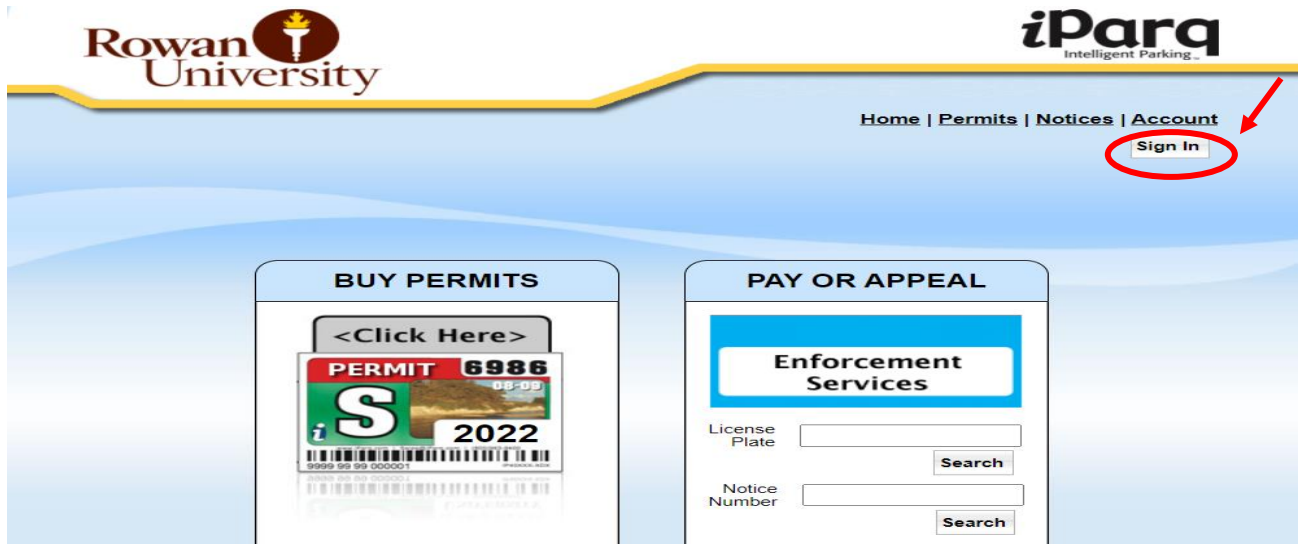 Rowan
University
iParq
Intelligent Parking
Home | Permits | Notices | Account
Sign In
BUY PERMITS
<Click Here>
PERMIT 6986
08-09
S
i
2022
9999 99 99 000001
PAY OR APPEAL
Enforcement
Services
License
Plate
Search
Notice
Number
Search